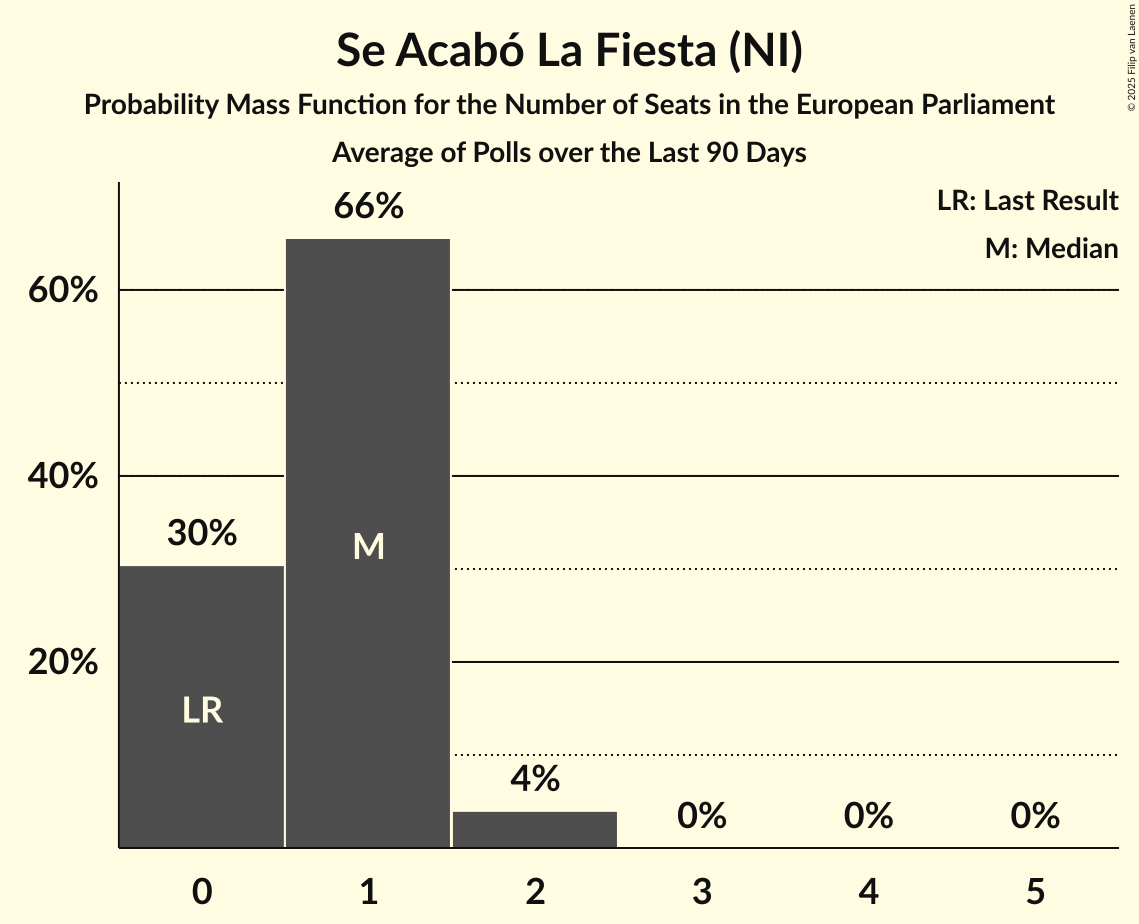 Se Acabó La Fiesta (NI)
Probability Mass Function for the Number of Seats in the European Parliament
Average of Polls over the Last 90 Days
© 2025 Filip van Laenen
LR: Last Result
M: Median
66%
60%
40%
30%
M
20%
LR
4%
0%
0%
0%
0
1
2
3
4
5